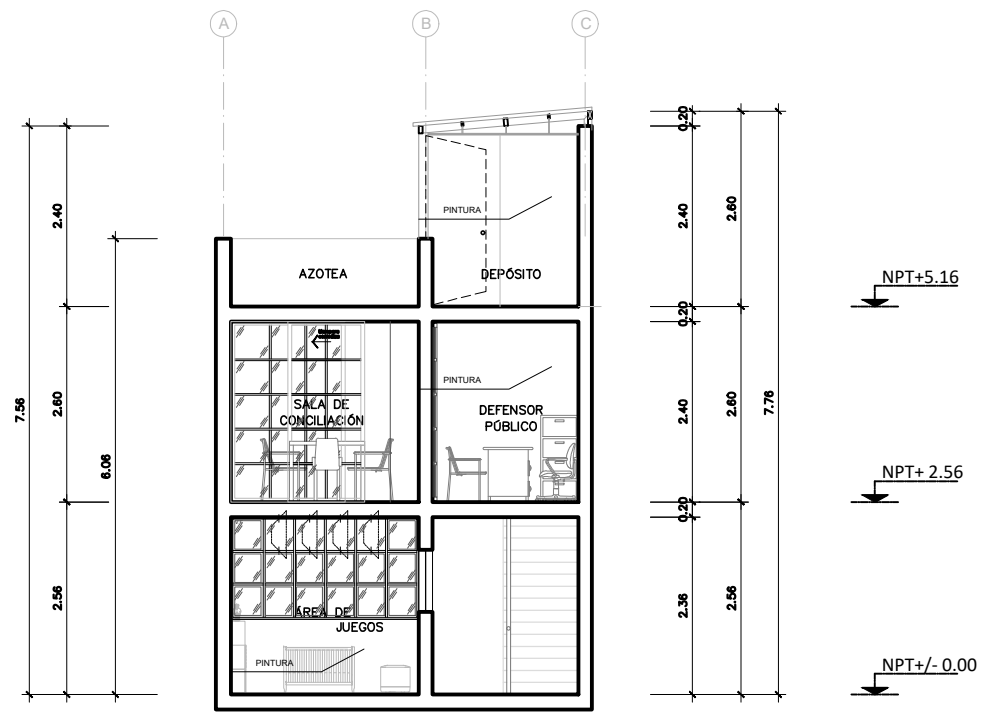 A
B
C
0.20
2.40
2.40
2.60
PINTURA
AZOTEA
DEPÓSITO
NPT+5.16
0.20
7.56
2.60
6.06
SALA DE
CONCILIACIÓN
PINTURA
DEFENSOR
PÚBLICO
2.40
2.60
7.76
NPT+ 2.56
0.20
2.56
ÁREA DE
JUEGOS
PINTURA
2.36
2.56
NPT+/- 0.00